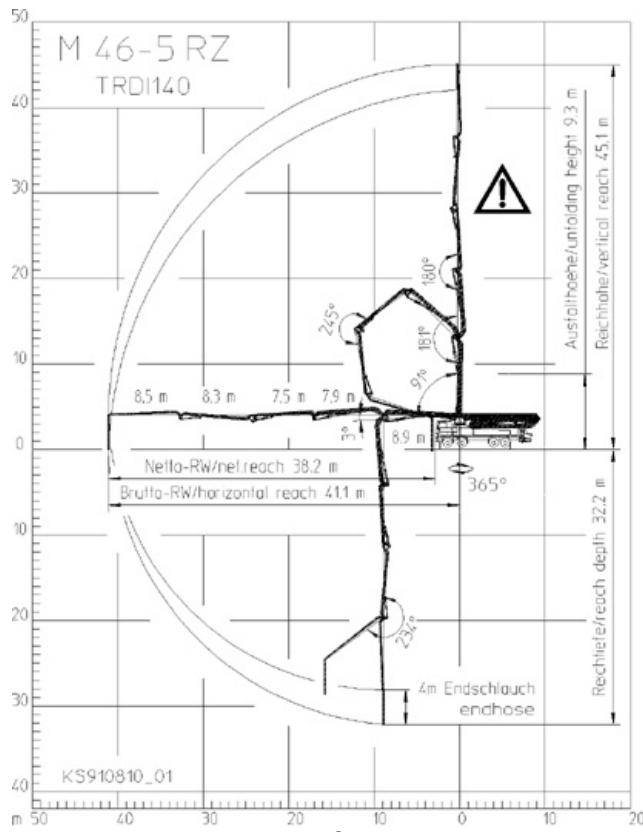 50
M 46-5 RZ
TRDI140
40
30
20
10
0
10
20
30
40
Ausfalthoehe/unfolding height 9.3 m
Reichhöhe/vertical reach 45,1 m
180°
245°
181°
91°
8,5 m 8.3 m 7,5 m 7,9 m
3°
8.9 m
Netto-RW/net.reach 38.2 m
Brutto-RW/horizontal reach 41,1 m
365°
Reichtiefe/reach depth 32.2 m
234°
4m Endschlauch
endhose
KS910810_01
m 50 40 30 20 10 0 10 20